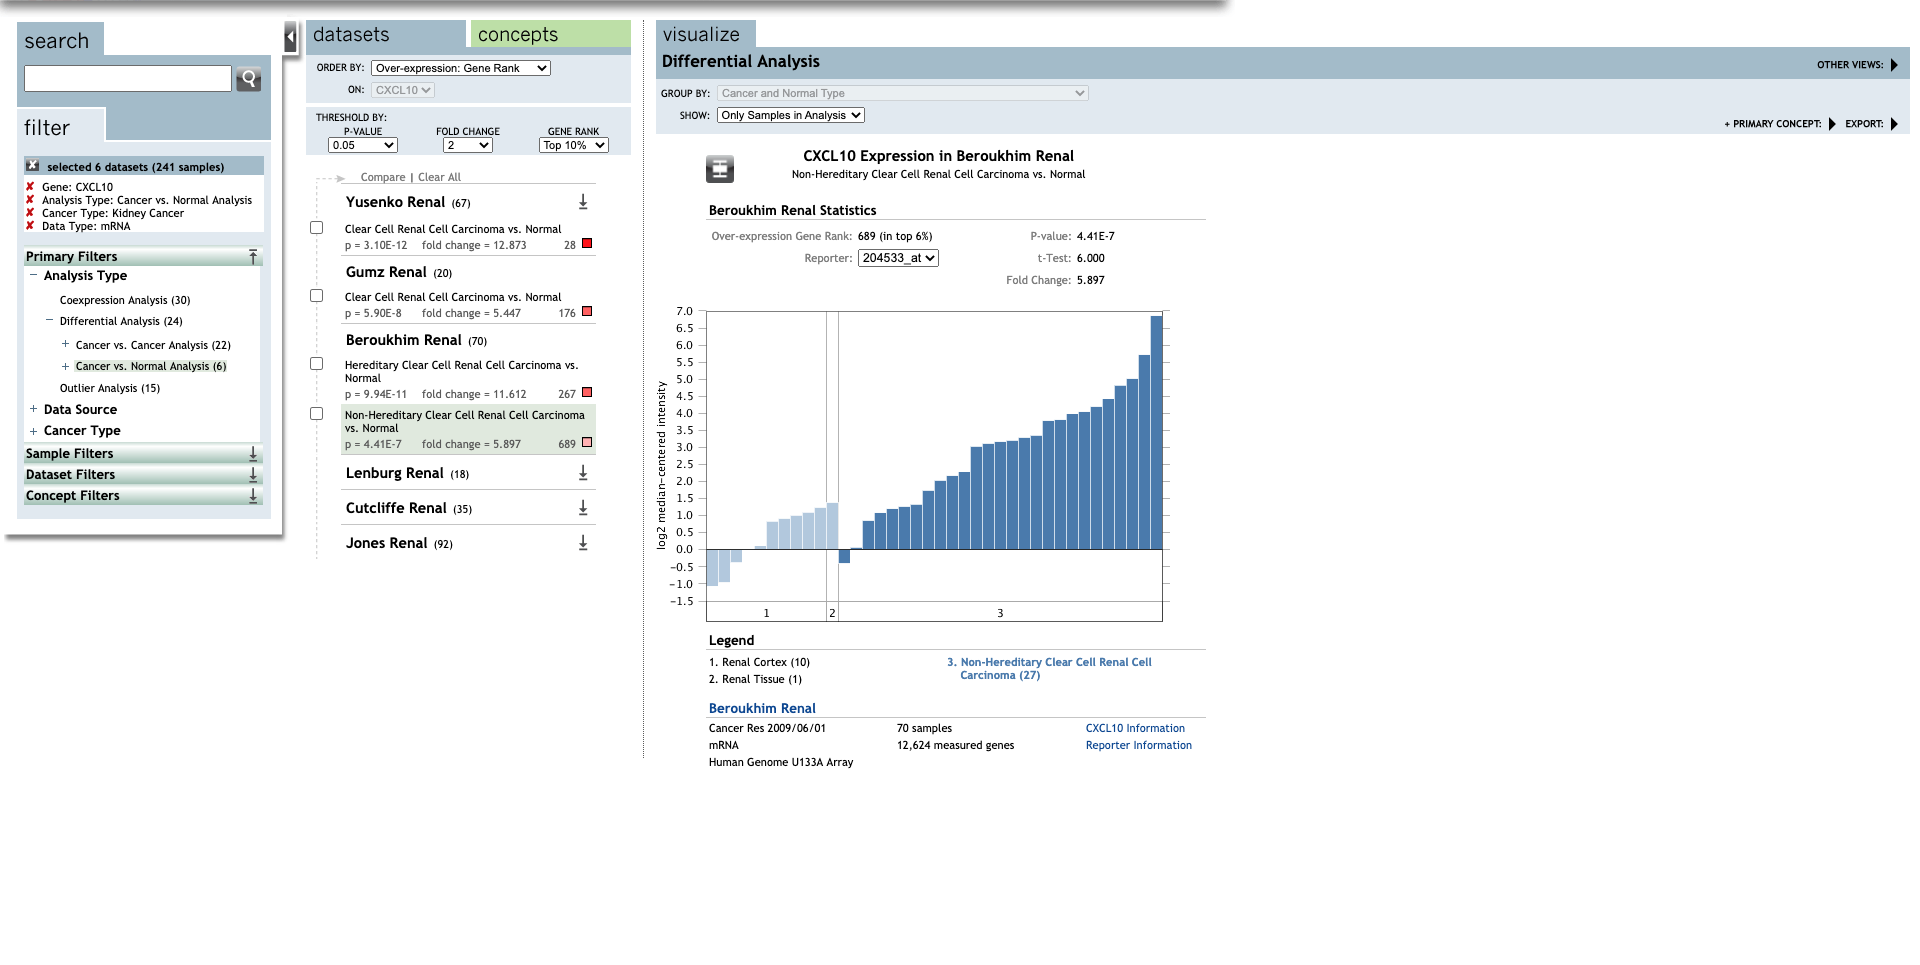 search
filter
selected 6 datasets (241 samples)
Gene: CXCL10
Analysis Type: Cancer vs. Normal Analysis
Cancer Type: Kidney Cancer
Data Type: mRNA
Primary Filters
Analysis Type
Coexpression Analysis (30)
Differential Analysis (24)
Cancer vs. Cancer Analysis (22)
Cancer vs. Normal Analysis (6)
Outlier Analysis (15)
Data Source
Cancer Type
Sample Filters
Dataset Filters
Concept Filters
datasets concepts
ORDER BY: Over-expression: Gene Rank
ON: CXCL10
THRESHOLD BY:
P-VALUE FOLD CHANGE GENE RANK
0.05 2 Top 10%
Compare | Clear All
Yusenko Renal (67)
Clear Cell Renal Cell Carcinoma vs. Normal
p = 3.10E-12 fold change = 12.873 28
Gumz Renal (20)
Clear Cell Renal Cell Carcinoma vs. Normal
p = 5.90E-8 fold change = 5.447 176
Beroukhim Renal (70)
Hereditary Clear Cell Renal Cell Carcinoma vs.
Normal
p = 9.94E-11 fold change = 11.612 267
Non-Hereditary Clear Cell Renal Cell Carcinoma
vs. Normal
p = 4.41E-7 fold change = 5.897 689
Lenburg Renal (18)
Cutcliffe Renal (35)
Jones Renal (92)
visualize
Differential Analysis
OTHER VIEWS:
GROUP BY: Cancer and Normal Type
SHOW: Only Samples in Analysis
+ PRIMARY CONCEPT: EXPORT:
CXCL10 Expression in Beroukhim Renal
Non-Hereditary Clear Cell Renal Cell Carcinoma vs. Normal
Beroukhim Renal Statistics
Over-expression Gene Rank: 689 (in top 6%) P-value: 4.41E-7
Reporter: 204533_at t-Test: 6.000
Fold Change: 5.897
log2 median-centered intensity
7.0
6.5
6.0
5.5
5.0
4.5
4.0
3.5
3.0
2.5
2.0
1.5
1.0
0.5
0.0
-0.5
-1.0
-1.5
1 2 3
Legend
1. Renal Cortex (10)
2. Renal Tissue (1)
3. Non-Hereditary Clear Cell Renal Cell
Carcinoma (27)
Beroukhim Renal
Cancer Res 2009/06/01 70 samples CXCL10 Information
mRNA 12,624 measured genes Reporter Information
Human Genome U133A Array